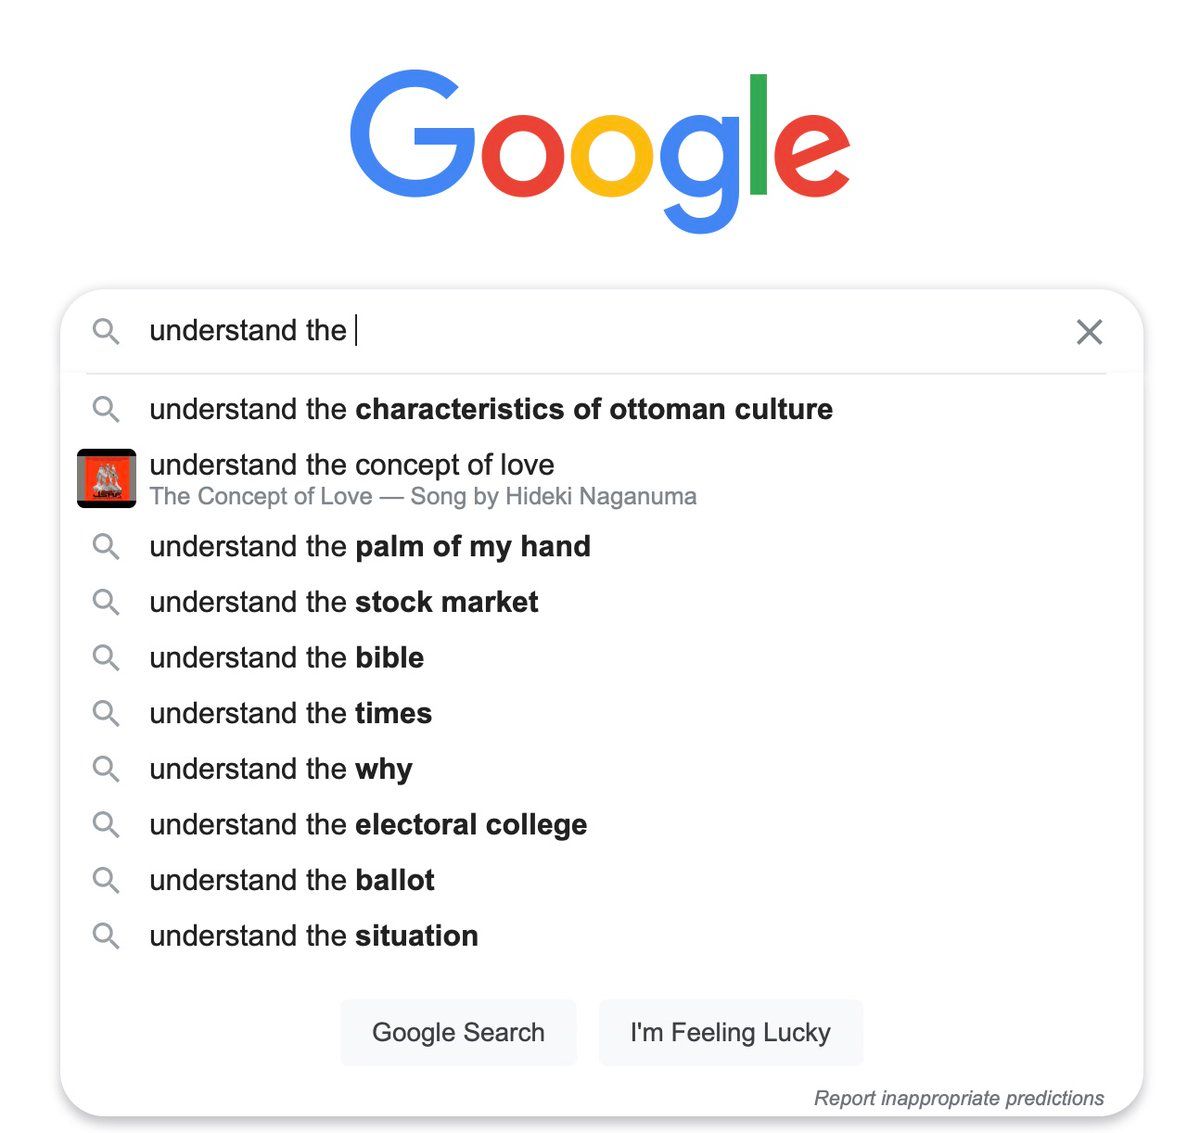 Google
understand the
understand the characteristics of ottoman culture
understand the concept of love
The Concept of Love — Song by Hideki Naganuma
understand the palm of my hand
understand the stock market
understand the bible
understand the times
understand the why
understand the electoral college
understand the ballot
understand the situation
Google Search
I'm Feeling Lucky
Report inappropriate predictions